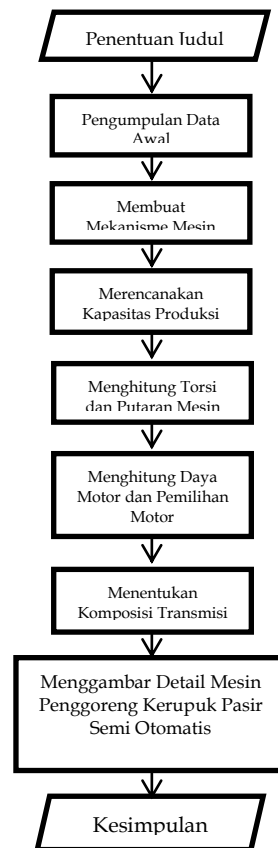 Penentuan Judul
Pengumpulan Data
Awal
Membuat
Mekanisme Mesin
Merencanakan
Kapasitas Produksi
Menghitung Torsi
dan Putaran Mesin
Menghitung Daya
Motor dan Pemilihan
Motor
Menentukan
Komposisi Transmisi
Menggambar Detail Mesin
Penggoreng Kerupuk Pasir
Semi Otomatis
Kesimpulan